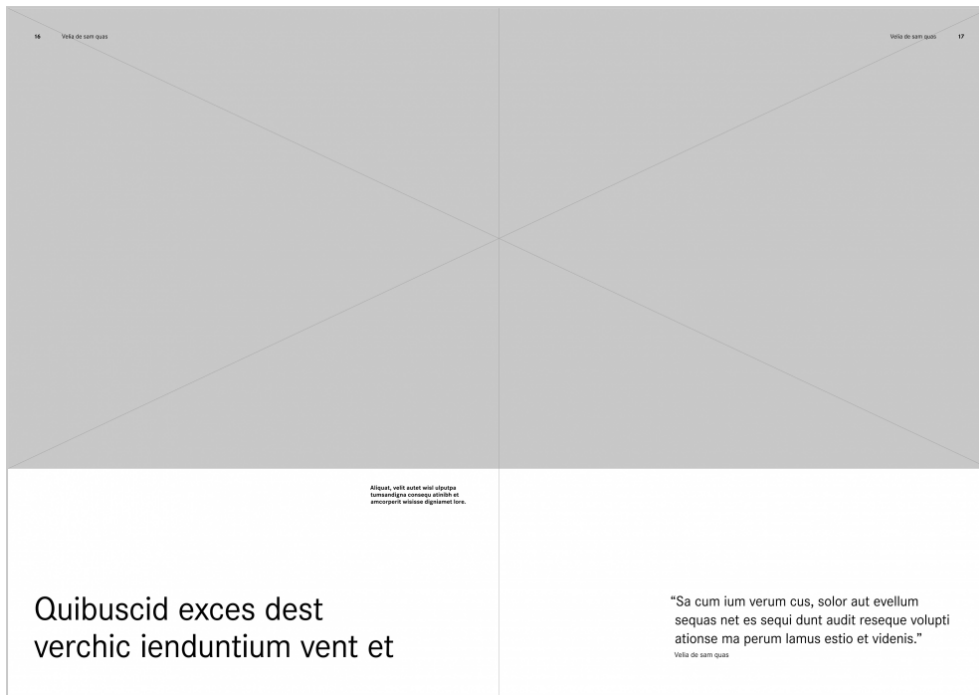 16 Velia de sam quas
Velia de sam quas 17
Aliquat, velit autet wisl ulputpa
tumsandigna consequ atinibh et
amcorperit wisisse digniamet lore.
Quibuscid exces dest
verchic ienduntium vent et
“Sa cum ium verum cus, solor aut evellum
sequas net es sequi dunt audit reseque volupti
ationse ma perum lamus estio et videnis.”
Velia de sam quas